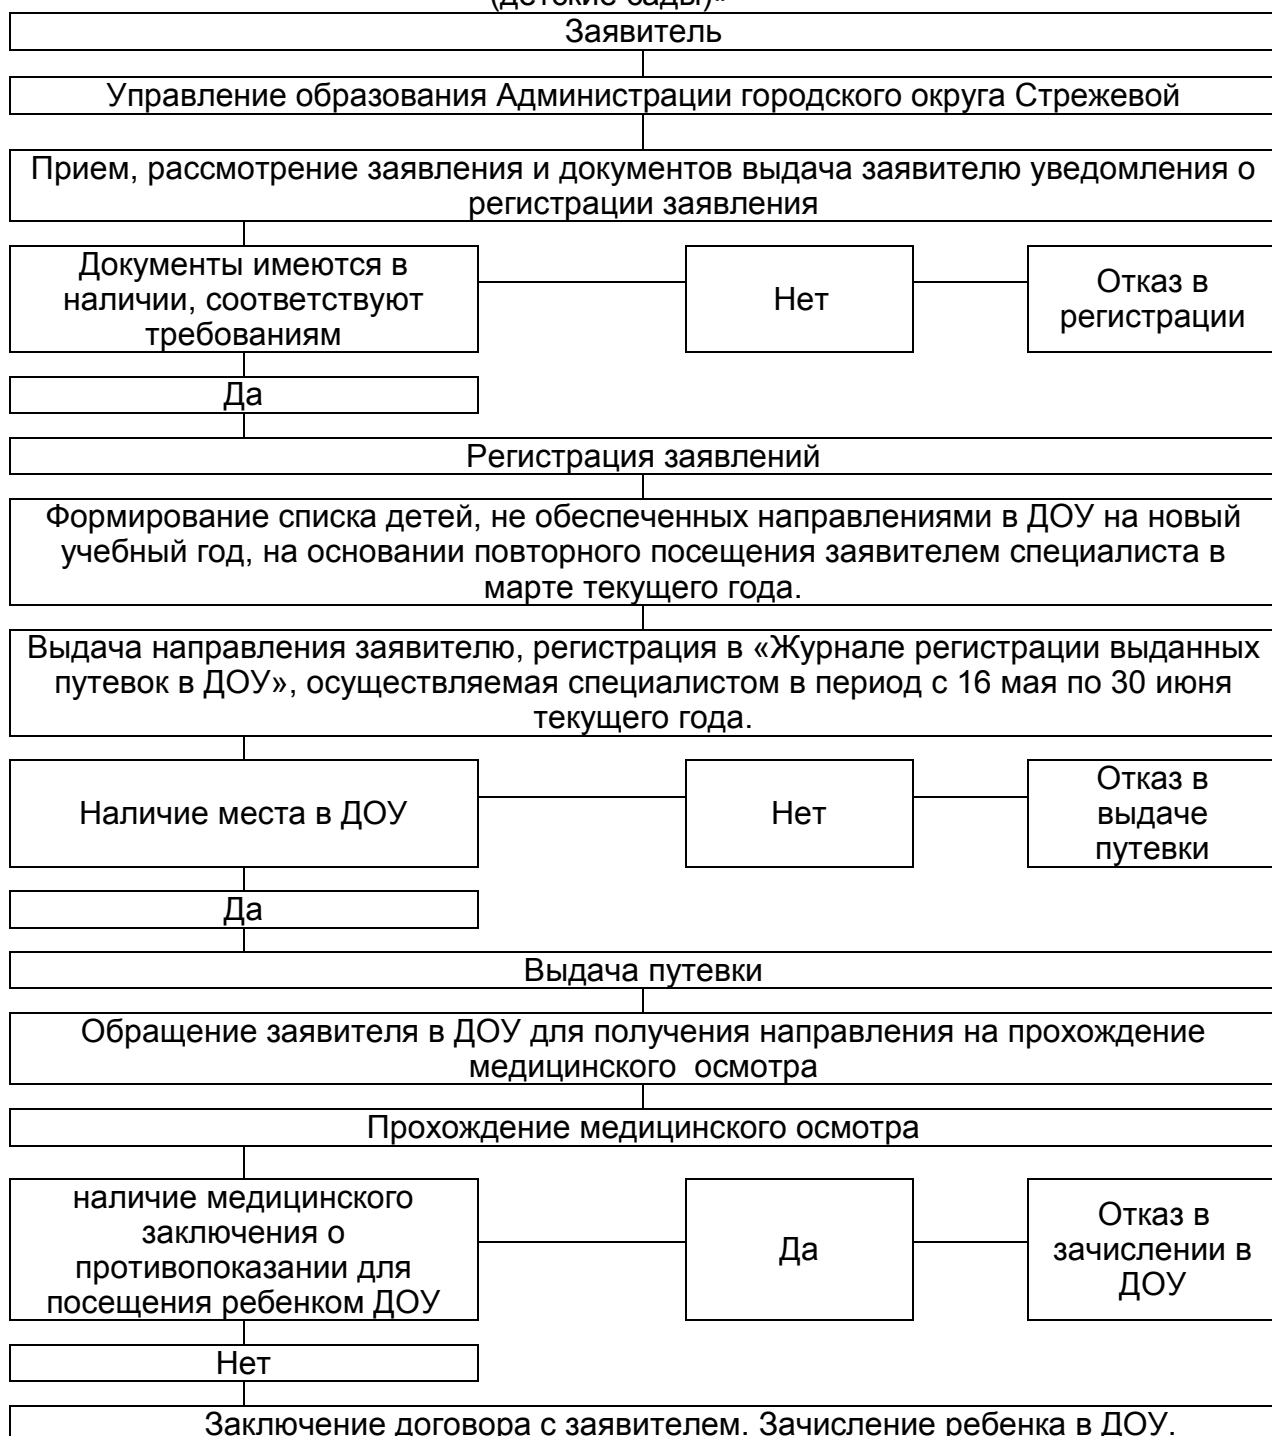 (детские сады)»
Заявитель
Управление образования Администрации городского округа Стрежевой
Прием, рассмотрение заявления и документов выдача заявителю уведомления о
регистрации заявления
Документы имеются в
наличии, соответствуют
требованиям
Нет
Отказ в
регистрации
Да
Регистрация заявлений
Формирование списка детей, не обеспеченных направлениями в ДОУ на новый
учебный год, на основании повторного посещения заявителем специалиста в
марте текущего года.
Выдача направления заявителю, регистрация в «Журнале регистрации выданных
путевок в ДОУ», осуществляемая специалистом в период с 16 мая по 30 июня
текущего года.
Наличие места в ДОУ
Нет
Отказ в
выдаче
путевки
Да
Выдача путевки
Обращение заявителя в ДОУ для получения направления на прохождение
медицинского  осмотра
Прохождение медицинского осмотра
наличие медицинского
заключения о
противопоказании для
посещения ребенком ДОУ
Да
Отказ в
зачислении в
ДОУ
Нет
Заключение договора с заявителем. Зачисление ребенка в ДОУ.